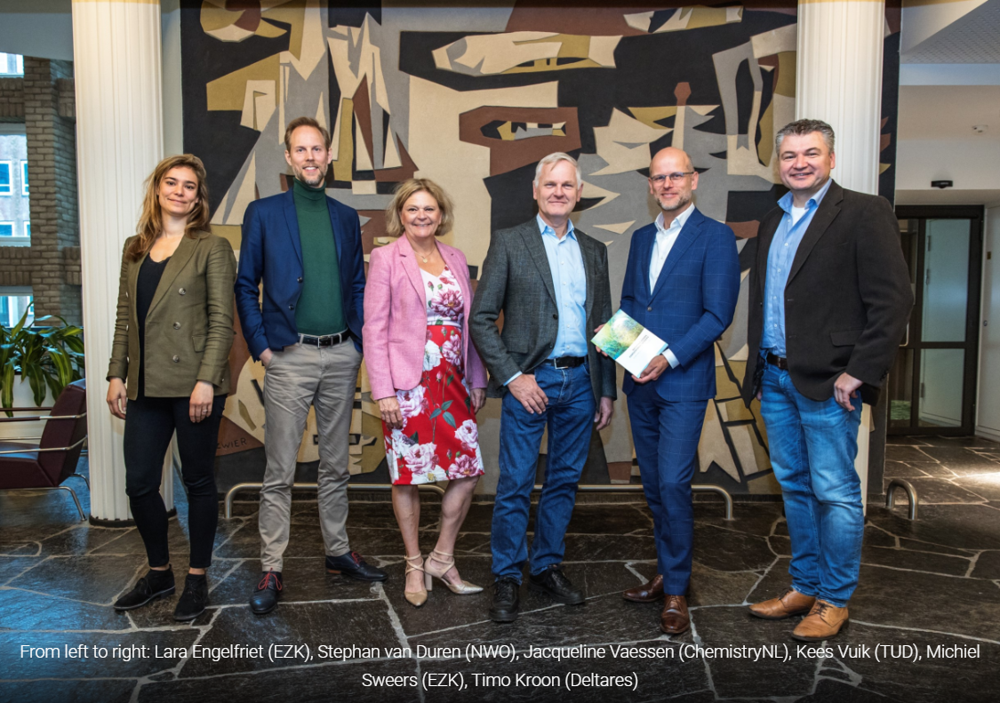 WIER
From left to right: Lara Engelfriet (EZK), Stephan van Duren (NWO), Jacqueline Vaessen (ChemistryNL), Kees Vuik (TUD), Michiel
Sweers (EZK), Timo Kroon (Deltares)